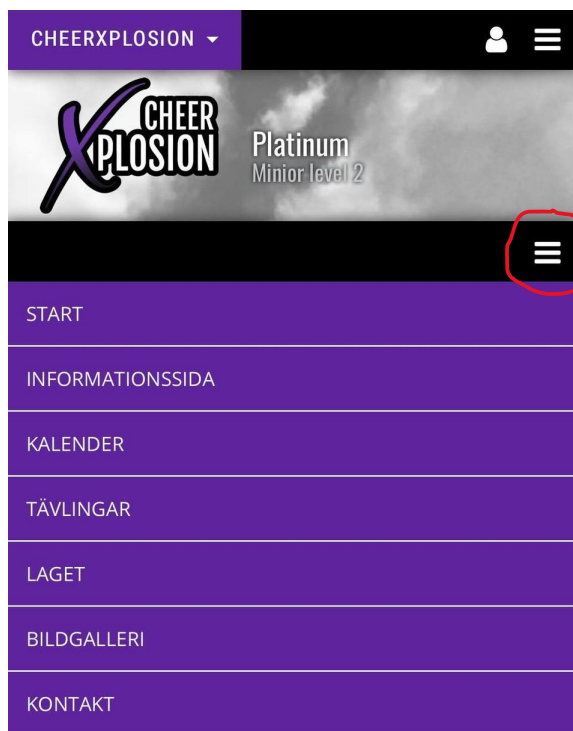 CHEERXPLOSION
CHEER
XPLOSION
Platinum
Minior level 2
START
INFORMATIONSSIDA
KALENDER
TÄVLINGAR
LAGET
BILDGALLERI
KONTAKT